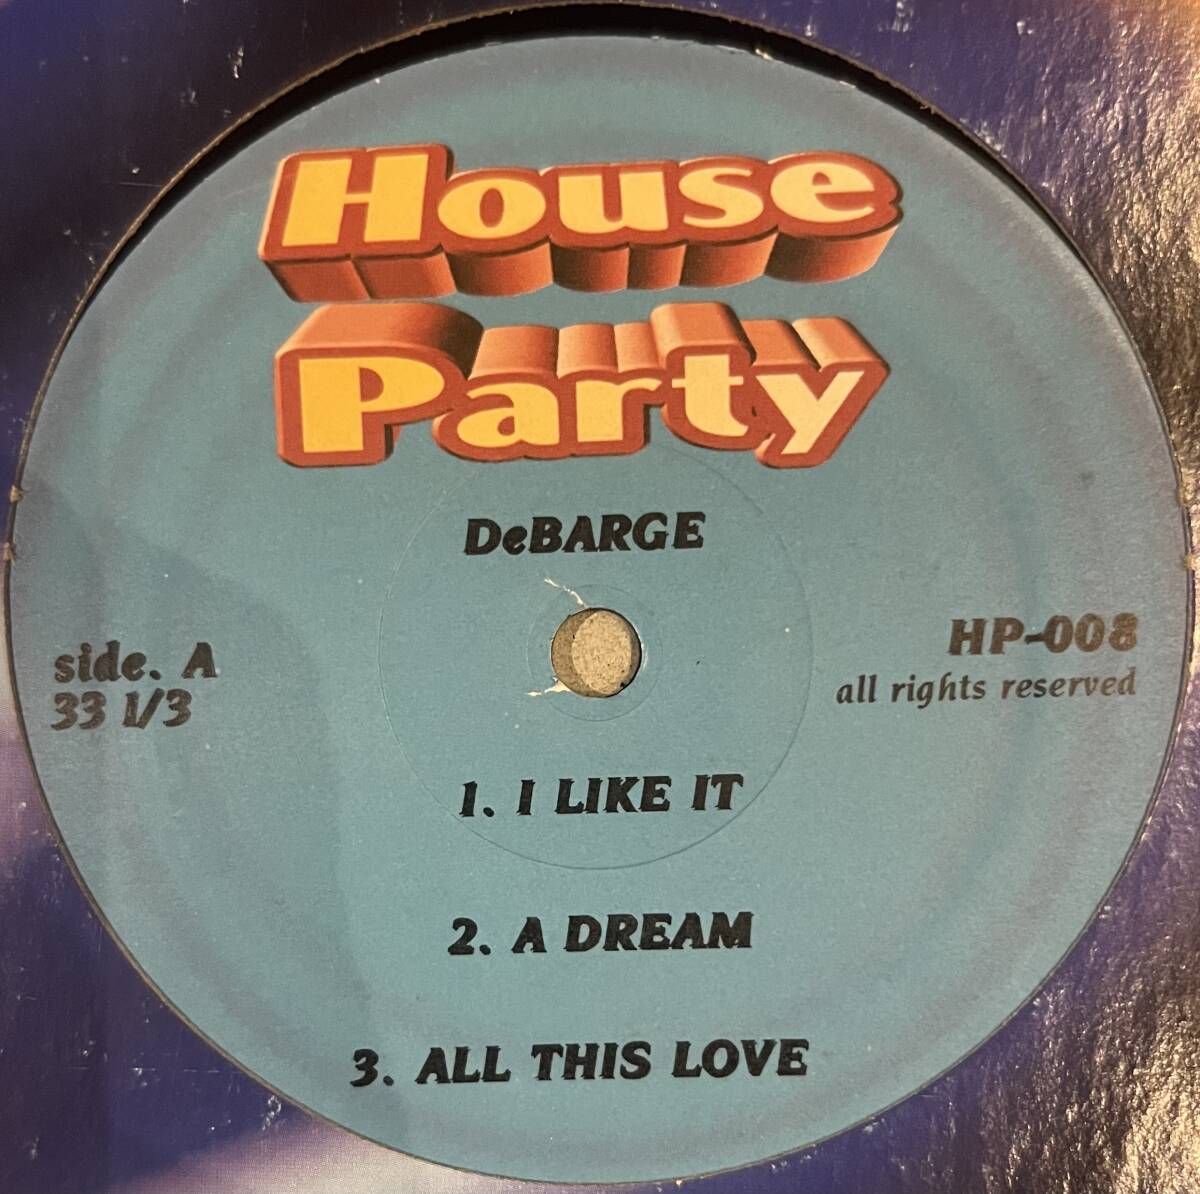 House
Party
DeBARGE
side. A
33 1/3
HP-008
all rights reserved
1. I LIKE IT
2. A DREAM
3. ALL THIS LOVE